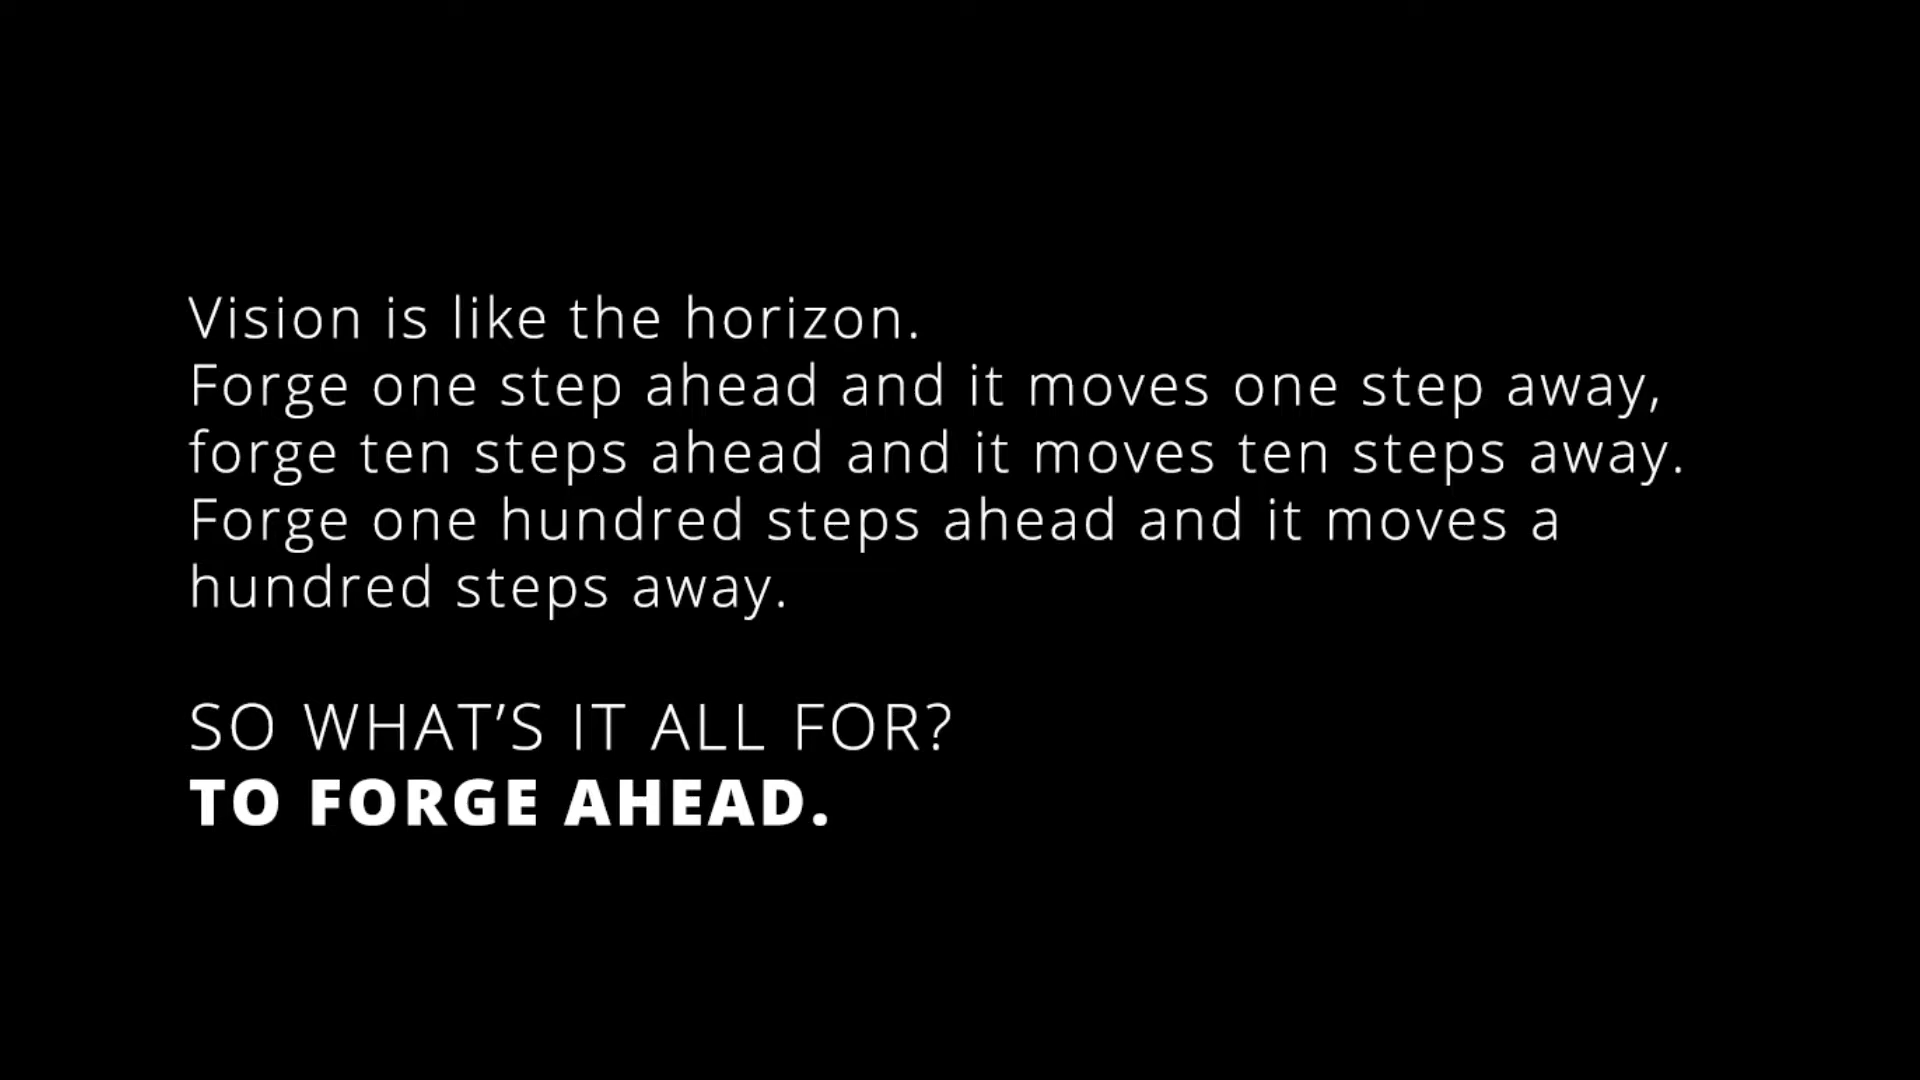 Vision is like the horizon.
Forge one step ahead and it moves one step away,
forge ten steps ahead and it moves ten steps away.
Forge one hundred steps ahead and it moves a
hundred steps away.
SO WHAT’S IT ALL FOR?
TO FORGE AHEAD.